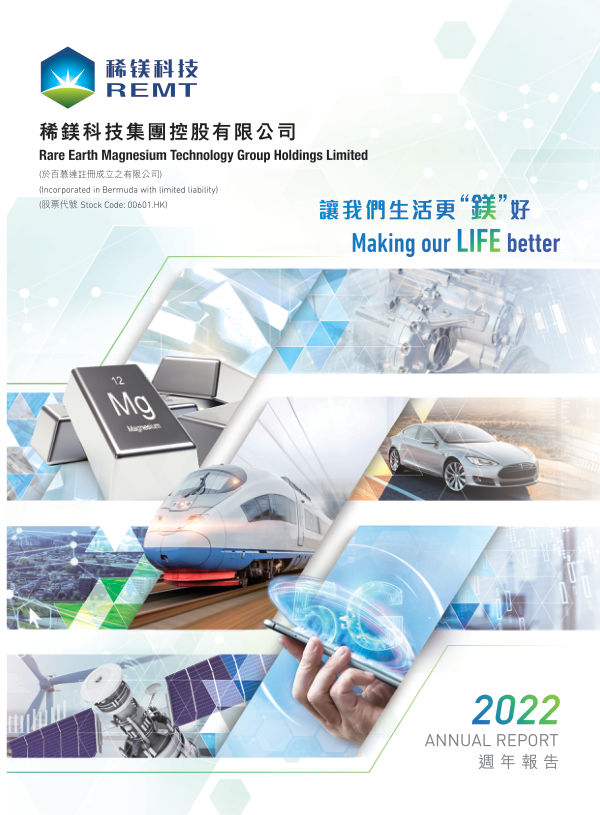 稀镁科技
REMT
稀鎂科技集團控股有限公司
Rare Earth Magnesium Technology Group Holdings Limited
(於百慕達註冊成立之有限公司)
(Incorporated in Bermuda with limited liability)
(股票代號 Stock Code: 00601.HK)
讓我們生活更“鎂”好
Making our LIFE better
12
Mg
Magnesium
5G
2022
ANNUAL REPORT
週年報告